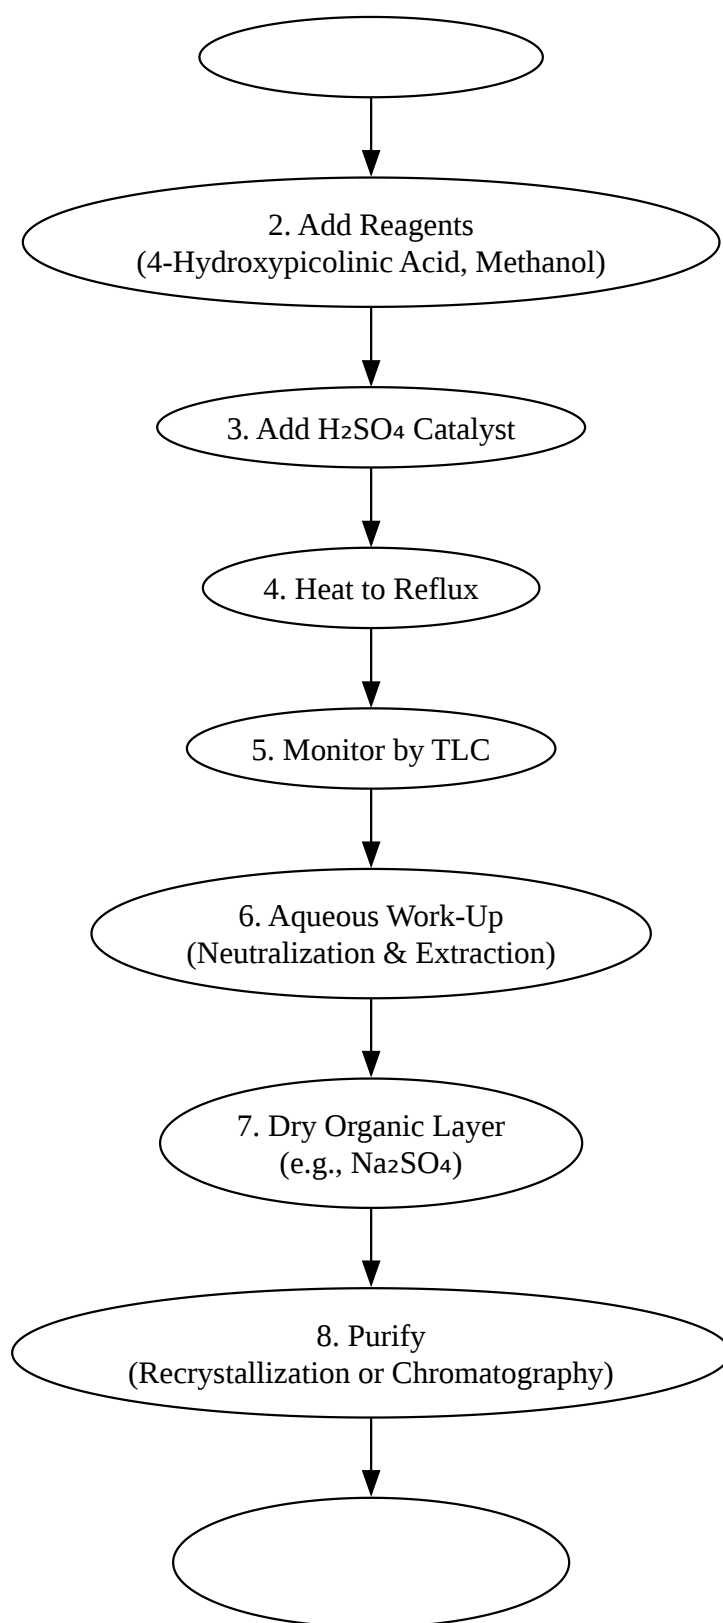 2. Add Reagents
(4-Hydroxypicolinic Acid, Methanol)
3. Add H₂SO₄ Catalyst
4. Heat to Reflux
5. Monitor by TLC
6. Aqueous Work-Up
(Neutralization & Extraction)
7. Dry Organic Layer
(e.g., Na₂SO₄)
8. Purify
(Recrystallization or Chromatography)